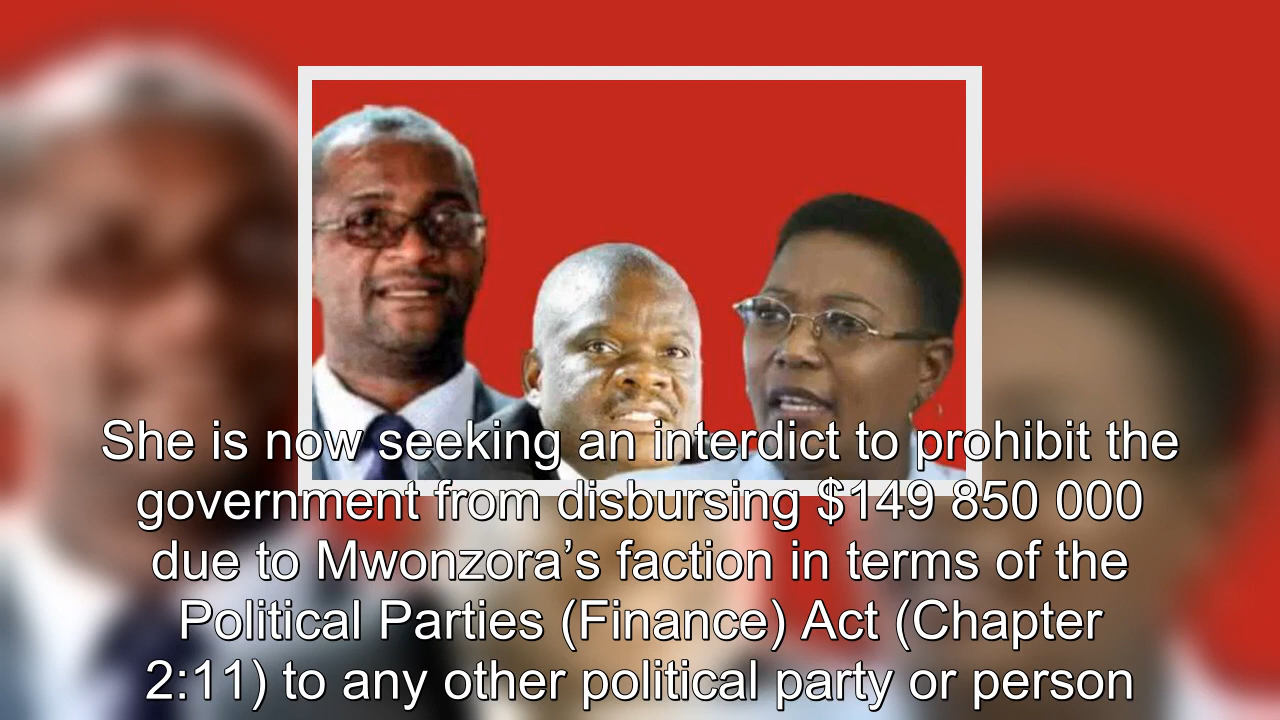 She is now seeking an interdict to prohibit the
government from disbursing $149 850 000
due to Mwonzora’s faction in terms of the
Political Parties (Finance) Act (Chapter
2:11) to any other political party or person